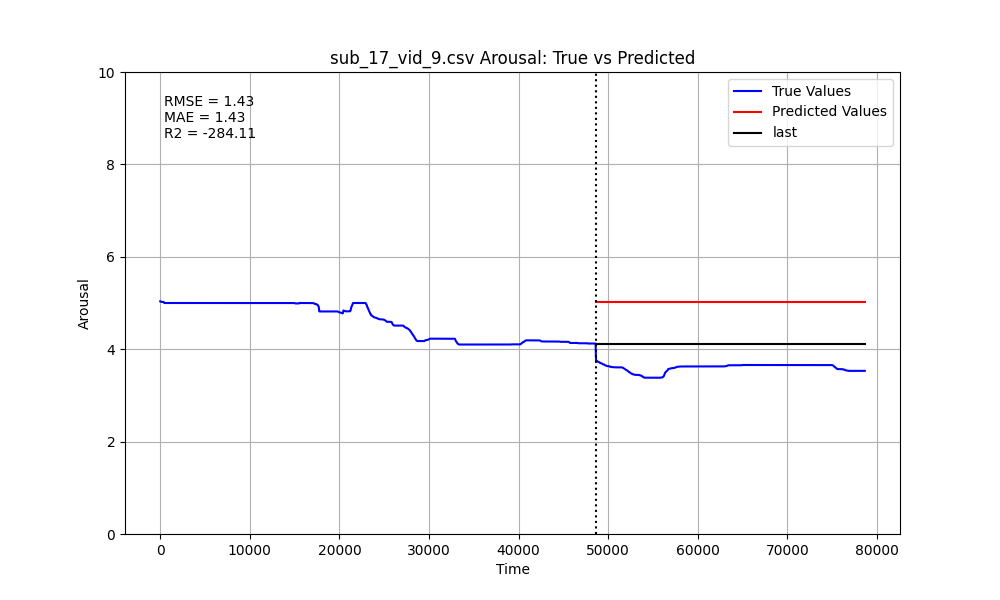 sub_17_vid_9.csv Arousal: True vs Predicted
RMSE = 1.43
MAE = 1.43
R2 = -284.11
True Values
Predicted Values
last
Arousal
10
8
6
4
2
0
0 10000 20000 30000 40000 50000 60000 70000 80000
Time